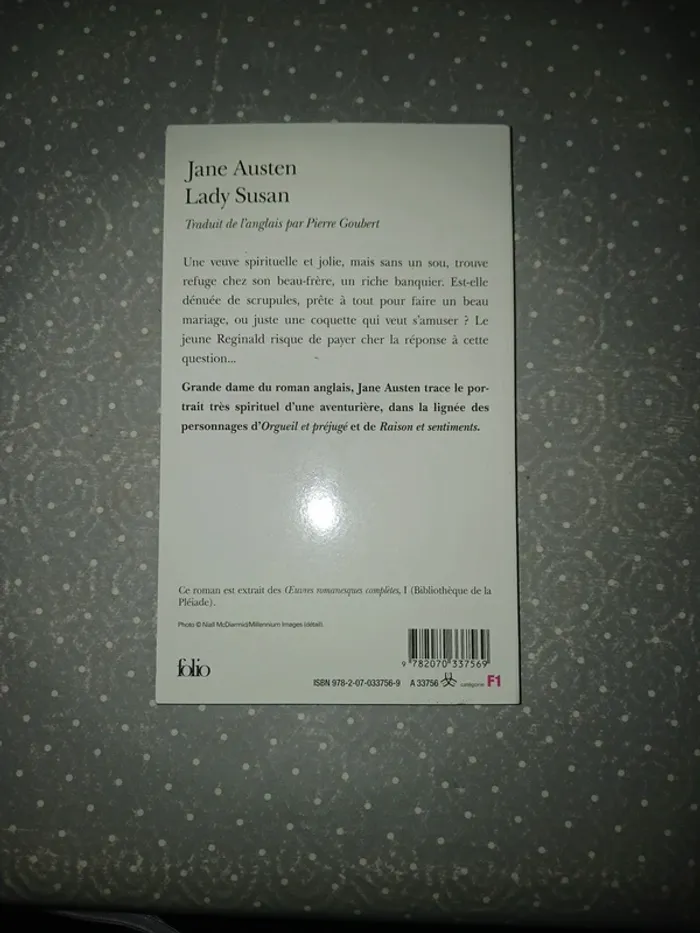 Jane Austen
Lady Susan
Traduit de l'anglais par Pierre Goubert
Une veuve spirituelle et jolie, mais sans un sou, trouve
refuge chez son beau-frère, un riche banquier. Est-elle
dénuée de scrupules, prête à tout pour faire un beau
mariage, ou juste une coquette qui veut s'amuser ? Le
jeune Reginald risque de payer cher la réponse à cette
question...
Grande dame du roman anglais, Jane Austen trace le por-
trait très spirituel d'une aventurière, dans la lignée des
personnages d'Orgueil et préjugé et de Raison et sentiments.
Ce roman est extrait des Œuvres romanesques complètes, I (Bibliothèque de la
Pléiade).
Photo © Niall McDiarmid/Millennium Images (détail).
9 782070 337569
folio
ISBN 978-2-07-033756-9 A 33756 catégorie F1